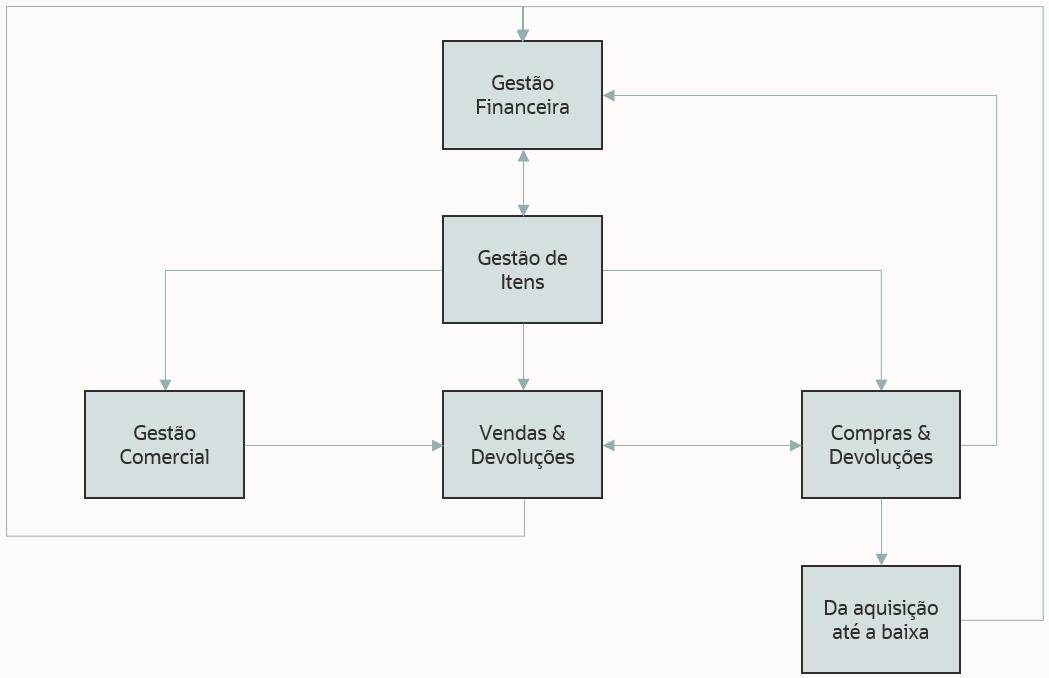 Gestão
Financeira
Gestão de
Itens
Gestão
Comercial
Vendas &
Devoluções
Compras &
Devoluções
Da aquisição
até a baixa